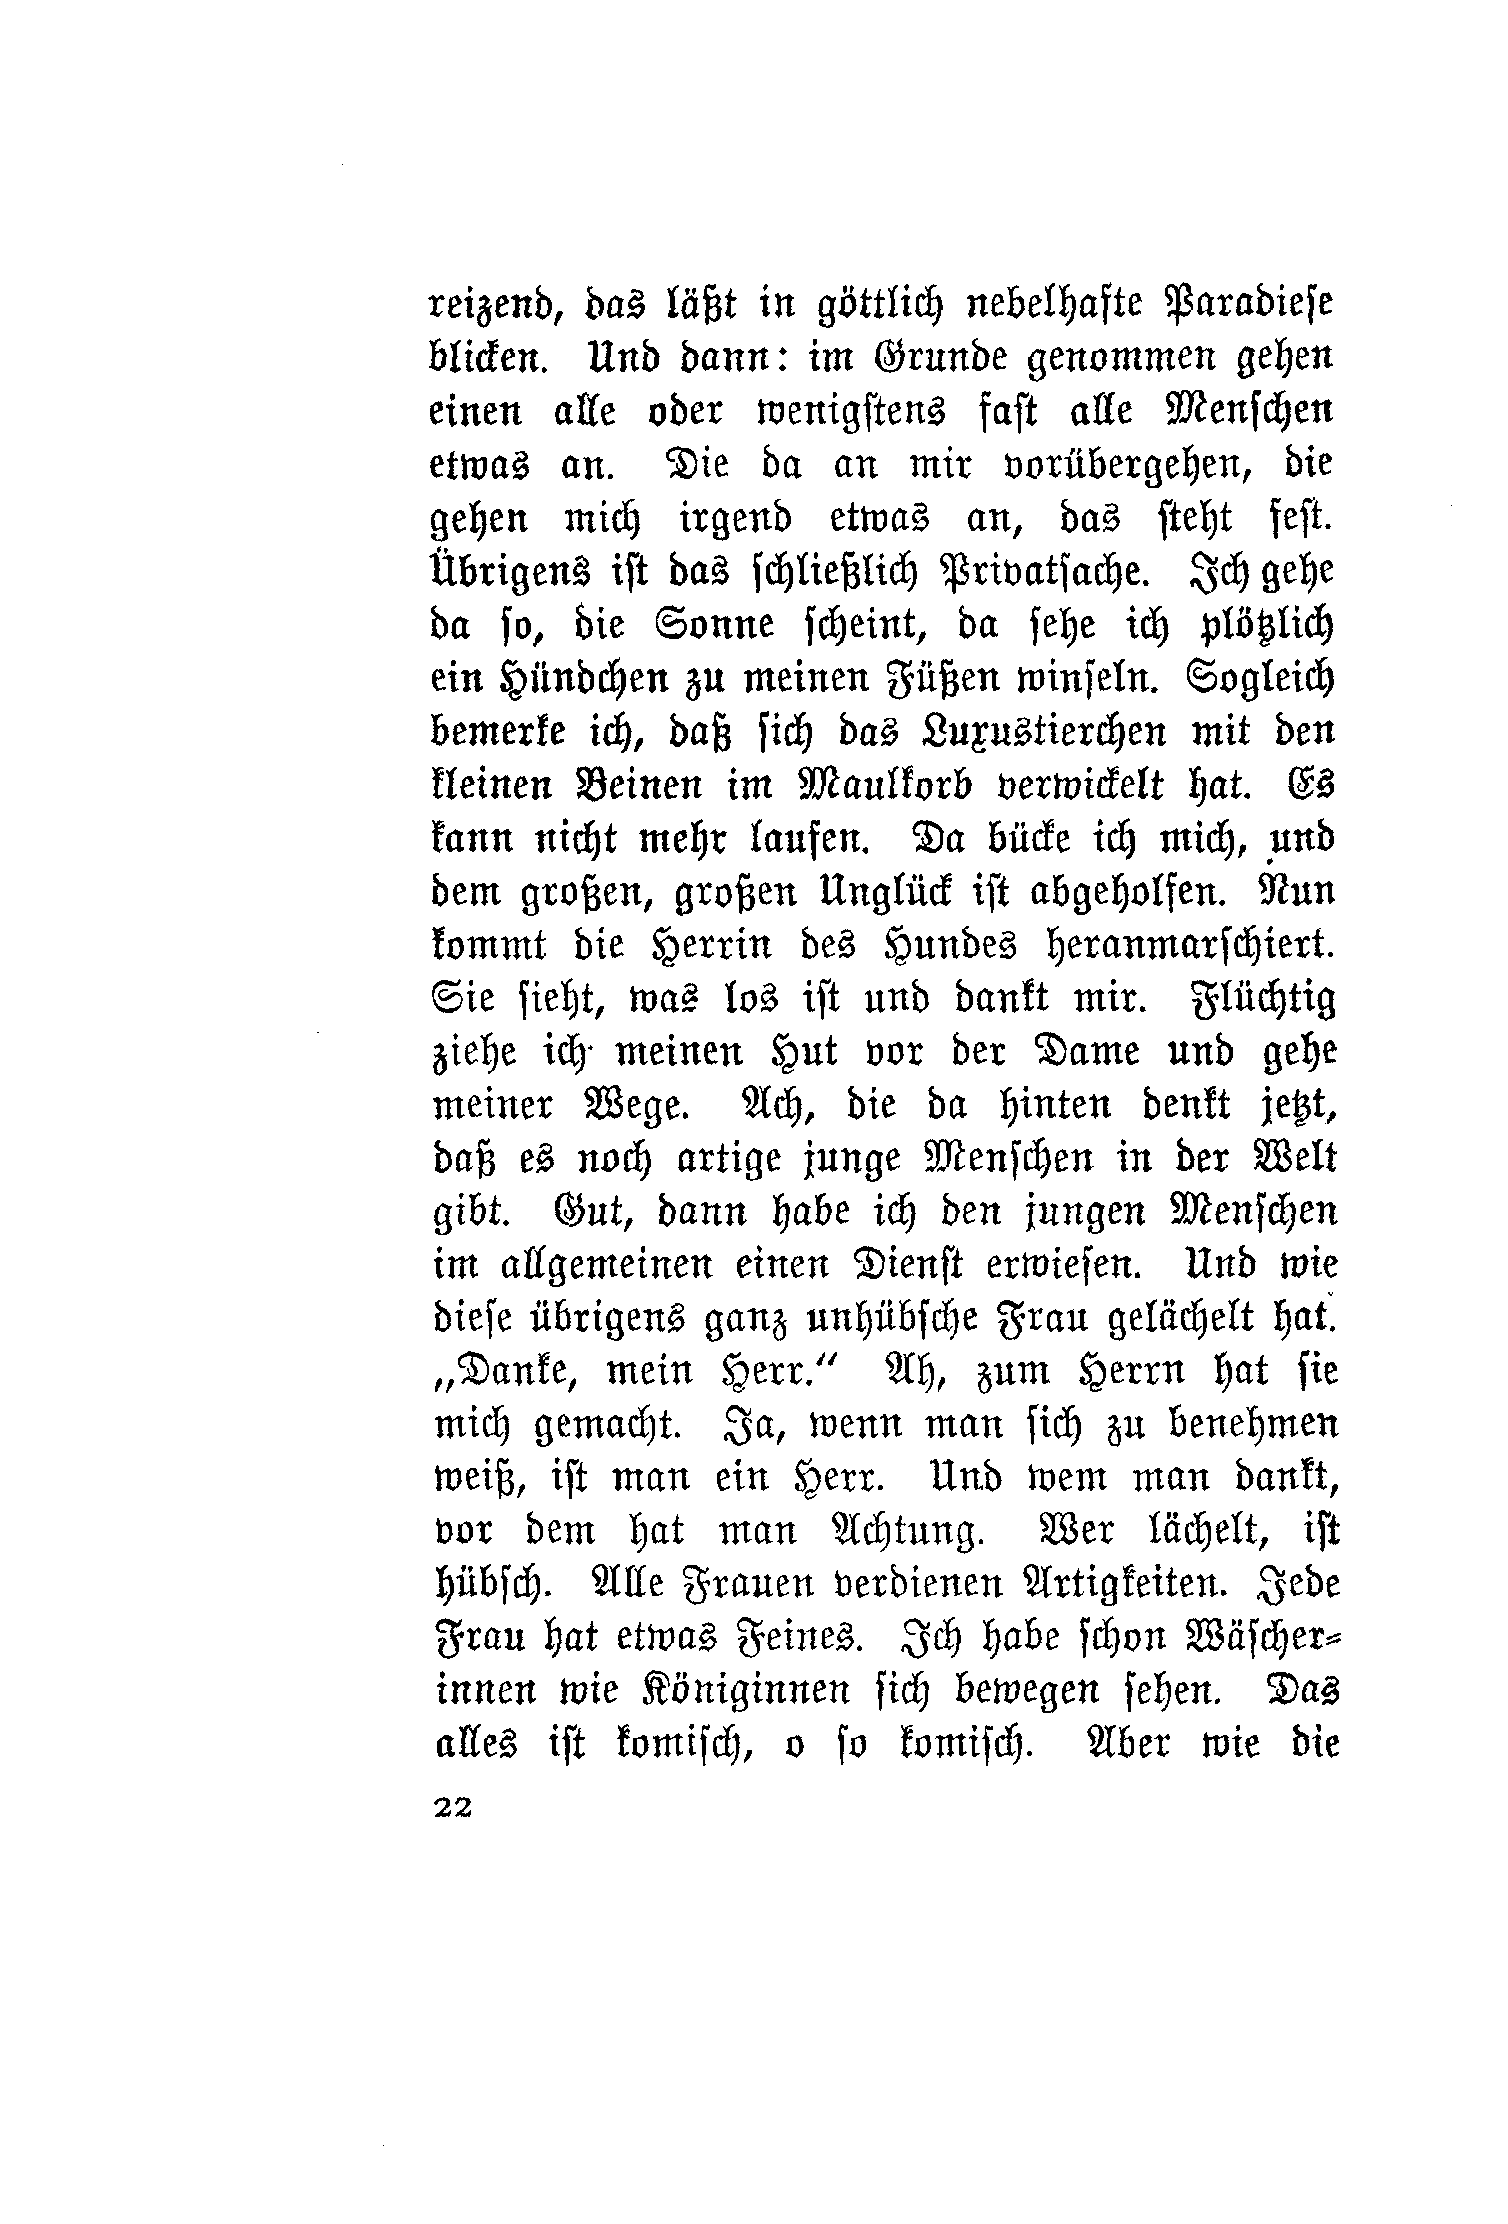 reizend, das läßt in göttlich nebelhafte Paradiese
blicken. Und dann: im Grunde genommen gehen
einen alle oder wenigstens fast alle Menschen
etwas an. Die da an mir vorübergehen, die
gehen mich irgend etwas an, das steht fest.
Übrigens ist das schließlich Privatsache. Ich gehe
da so, die Sonne scheint, da sehe ich plötzlich
ein Hündchen zu meinen Füßen winseln. Sogleich
bemerke ich, daß sich das Luxustierchen mit den
kleinen Beinen im Maulkorb verwickelt hat. Es
kann nicht mehr laufen. Da bücke ich mich, und
dem großen, großen Unglück ist abgeholfen. Nun
kommt die Herrin des Hundes heranmarschiert.
Sie sieht, was los ist und dankt mir. Flüchtig
ziehe ich meinen Hut vor der Dame und gehe
meiner Wege. Ach, die da hinten denkt jetzt,
daß es noch artige junge Menschen in der Welt
gibt. Gut, dann habe ich den jungen Menschen
im allgemeinen einen Dienst erwiesen. Und wie
diese übrigens ganz unhübsche Frau gelächelt hat.
„Danke, mein Herr.“ Ah, zum Herrn hat sie
mich gemacht. Ja, wenn man sich zu benehmen
weiß, ist man ein Herr. Und wem man dankt,
vor dem hat man Achtung. Wer lächelt, ist
hübsch. Alle Frauen verdienen Artigkeiten. Jede
Frau hat etwas Feines. Ich habe schon Wäscher-
innen wie Königinnen sich bewegen sehen. Das
alles ist komisch, o so komisch. Aber wie die
22